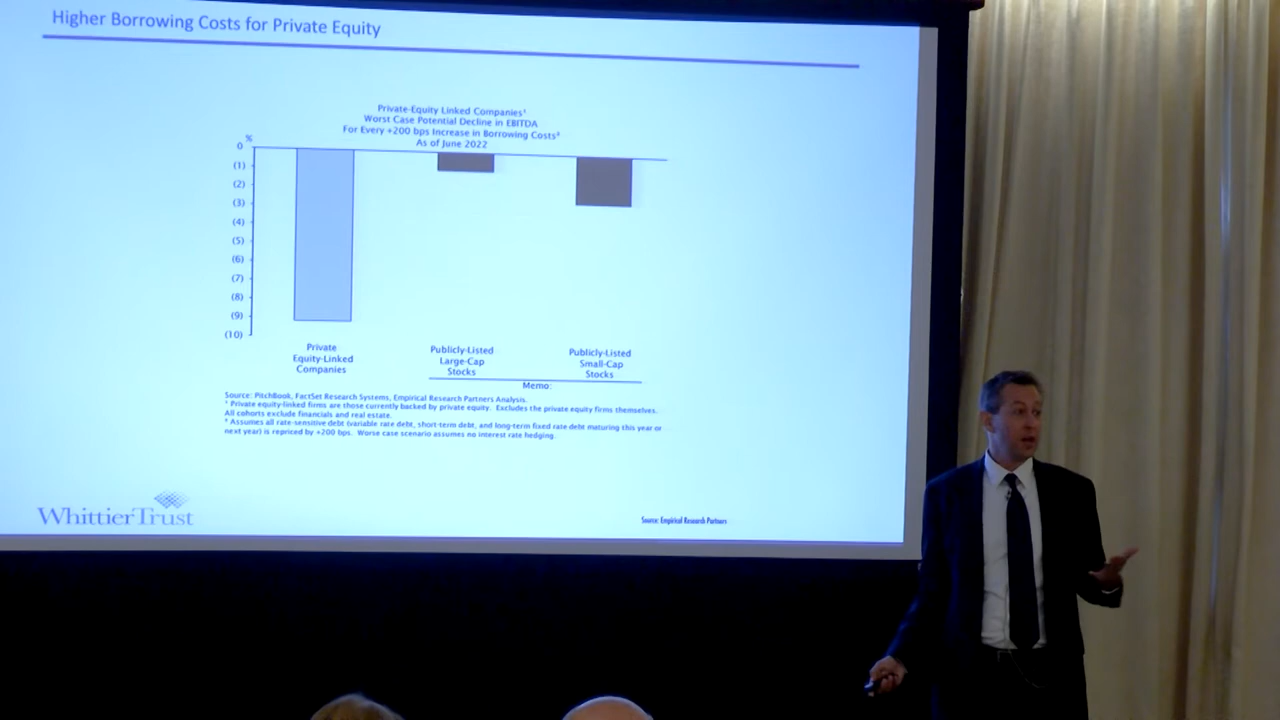 Higher Borrowing Costs for Private Equity
Private-Equity Linked Companies¹
Worst Case Potential Decline in EBITDA
For Every +200 bps Increase in Borrowing Costs²
As of June 2022
%
0
(1)
(2)
(3)
(4)
(5)
(6)
(7)
(8)
(9)
(10)
Private
Equity-Linked
Companies
Publicly-Listed
Large-Cap
Stocks
Publicly-Listed
Small-Cap
Stocks
Memo:
Source: PitchBook, FactSet Research Systems, Empirical Research Partners Analysis.
¹ Private equity-linked firms are those currently backed by private equity. Excludes the private equity firms themselves.
All cohorts exclude financials and real estate.
² Assumes all rate-sensitive debt (variable rate debt, short-term debt, and long-term fixed rate debt maturing this year or
next year) is repriced by +200 bps. Worse case scenario assumes no interest rate hedging.
WhittierTrust
Source: Empirical Research Partners